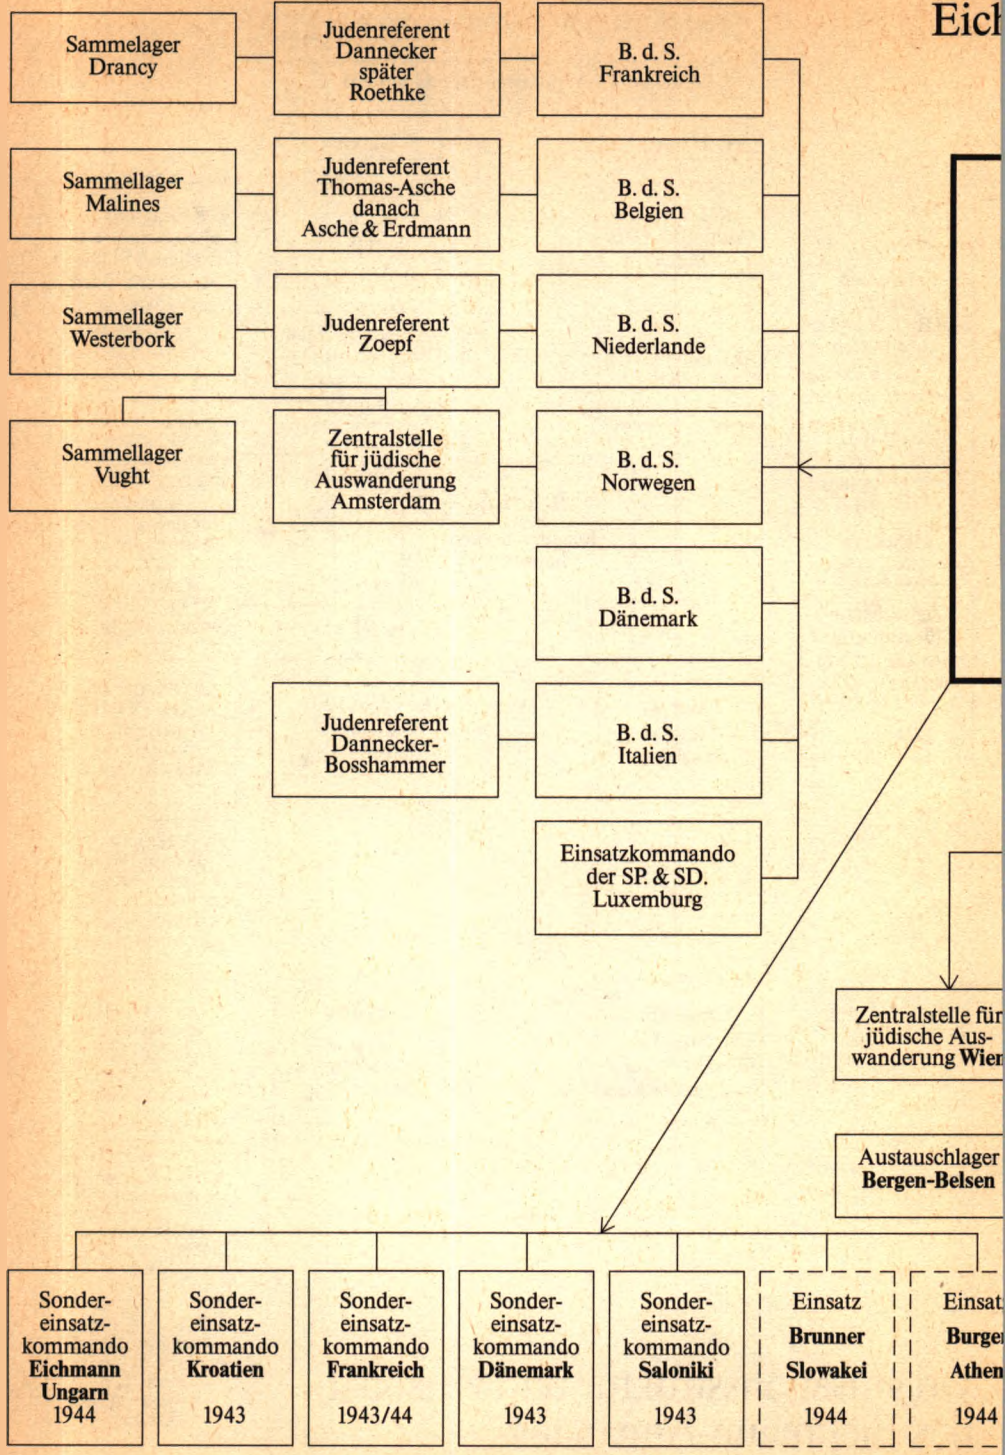 Eich
Sammelager
Drancy
Judenreferent
Dannecker
später
Roethke
B. d. S.
Frankreich
Sammellager
Malines
Judenreferent
Thomas-Asche
danach
Asche & Erdmann
B. d. S.
Belgien
Sammellager
Westerbork
Judenreferent
Zoepf
B. d. S.
Niederlande
Sammellager
Vught
Zentralstelle
für jüdische
Auswanderung
Amsterdam
B. d. S.
Norwegen
B. d. S.
Dänemark
Judenreferent
Dannecker-
Bosshammer
B. d. S.
Italien
Einsatzkommando
der SP. & SD.
Luxemburg
Zentralstelle für
jüdische Aus-
wanderung Wien
Austauschlager
Bergen-Belsen
Sonder-
einsatz-
kommando
Eichmann
Ungarn
1944
Sonder-
einsatz-
kommando
Kroatien
1943
Sonder-
einsatz-
kommando
Frankreich
1943/44
Sonder-
einsatz-
kommando
Dänemark
1943
Sonder-
einsatz-
kommando
Saloniki
1943
Einsatz
Brunner
Slowakei
1944
Einsatz
Burger
Athen
1944